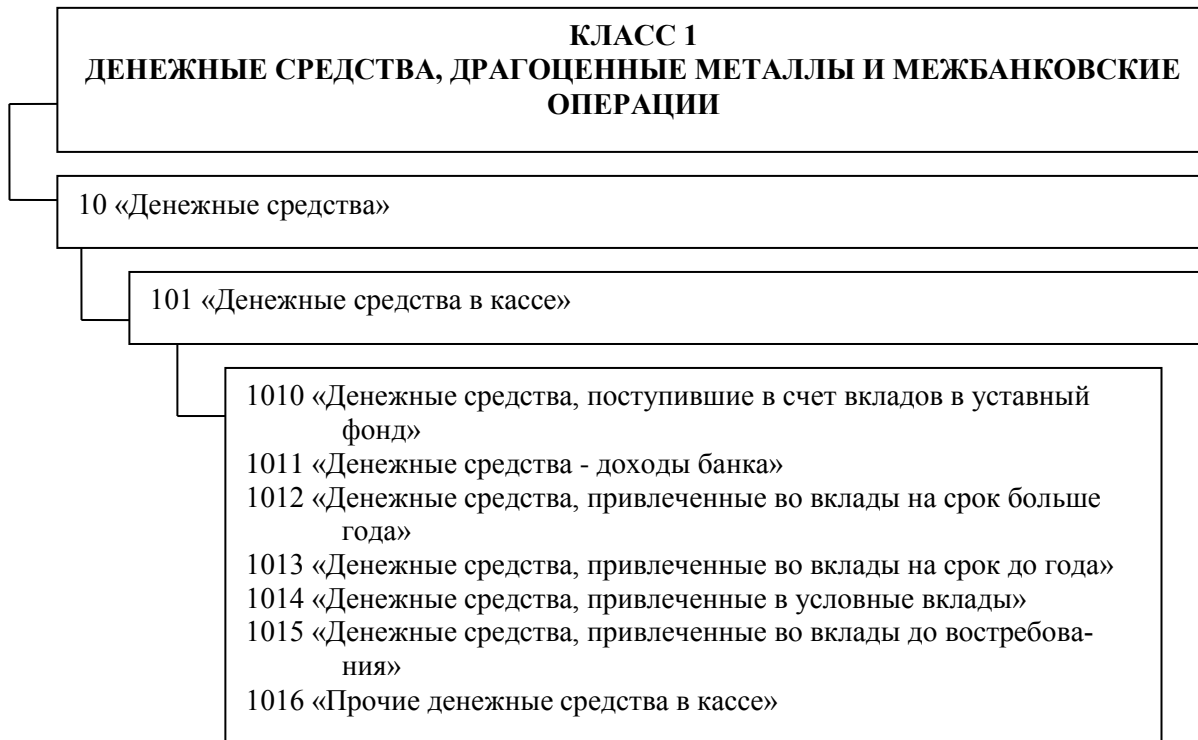 КЛАСС 1
ДЕНЕЖНЫЕ СРЕДСТВА, ДРАГОЦЕННЫЕ МЕТАЛЛЫ И МЕЖБАНКОВСКИЕ
ОПЕРАЦИИ
10 «Денежные средства»
101 «Денежные средства в кассе»
1010 «Денежные средства, поступившие в счет вкладов в уставный
фонд»
1011 «Денежные средства - доходы банка»
1012 «Денежные средства, привлеченные во вклады на срок больше
года»
1013 «Денежные средства, привлеченные во вклады на срок до года»
1014 «Денежные средства, привлеченные в условные вклады»
1015 «Денежные средства, привлеченные во вклады до востребова-
ния»
1016 «Прочие денежные средства в кассе»